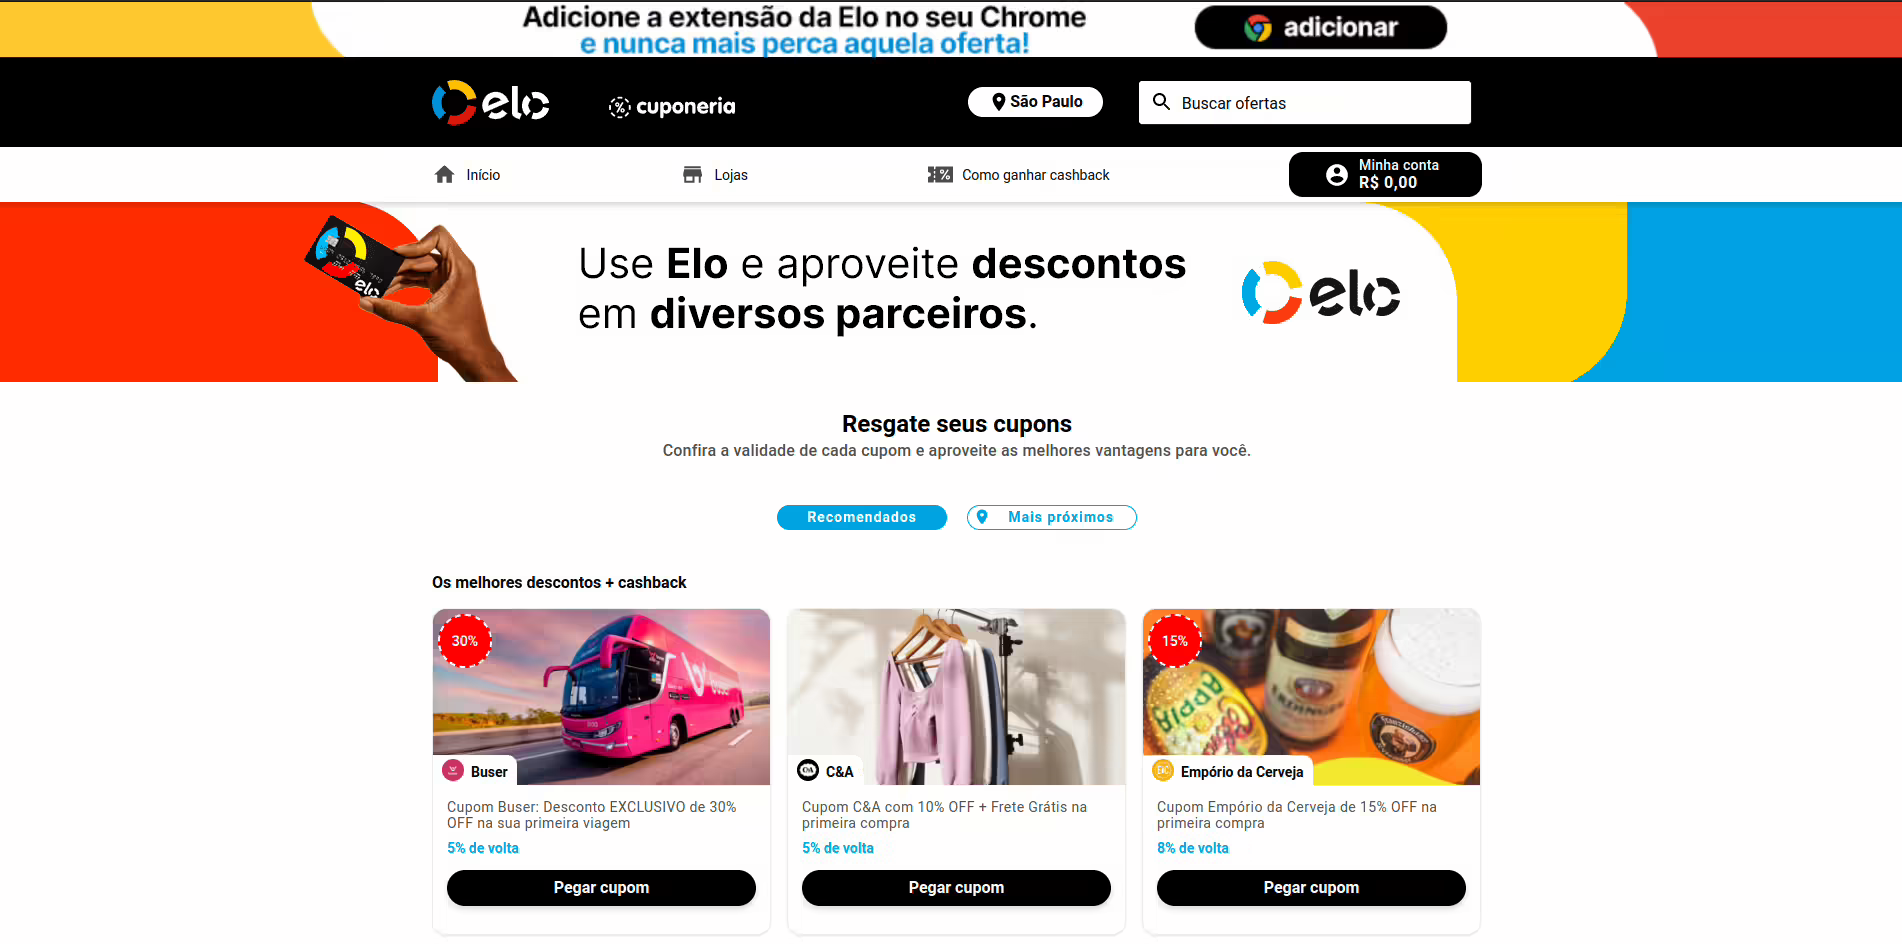 Adicione a extensão da Elo no seu Chrome
e nunca mais perca aquela oferta!
adicionar
elo
cuponeria
São Paulo
Buscar ofertas
Início
Lojas
Como ganhar cashback
Minha conta
R$ 0,00
elo
Use Elo e aproveite descontos
em diversos parceiros.
elo
Resgate seus cupons
Confira a validade de cada cupom e aproveite as melhores vantagens para você.
Recomendados
Mais próximos
Os melhores descontos + cashback
30%
Buser
Cupom Buser: Desconto EXCLUSIVO de 30%
OFF na sua primeira viagem
5% de volta
Pegar cupom
C&A
Cupom C&A com 10% OFF + Frete Grátis na
primeira compra
5% de volta
Pegar cupom
15%
APPIA
Empório da Cerveja
Cupom Empório da Cerveja de 15% OFF na
primeira compra
8% de volta
Pegar cupom